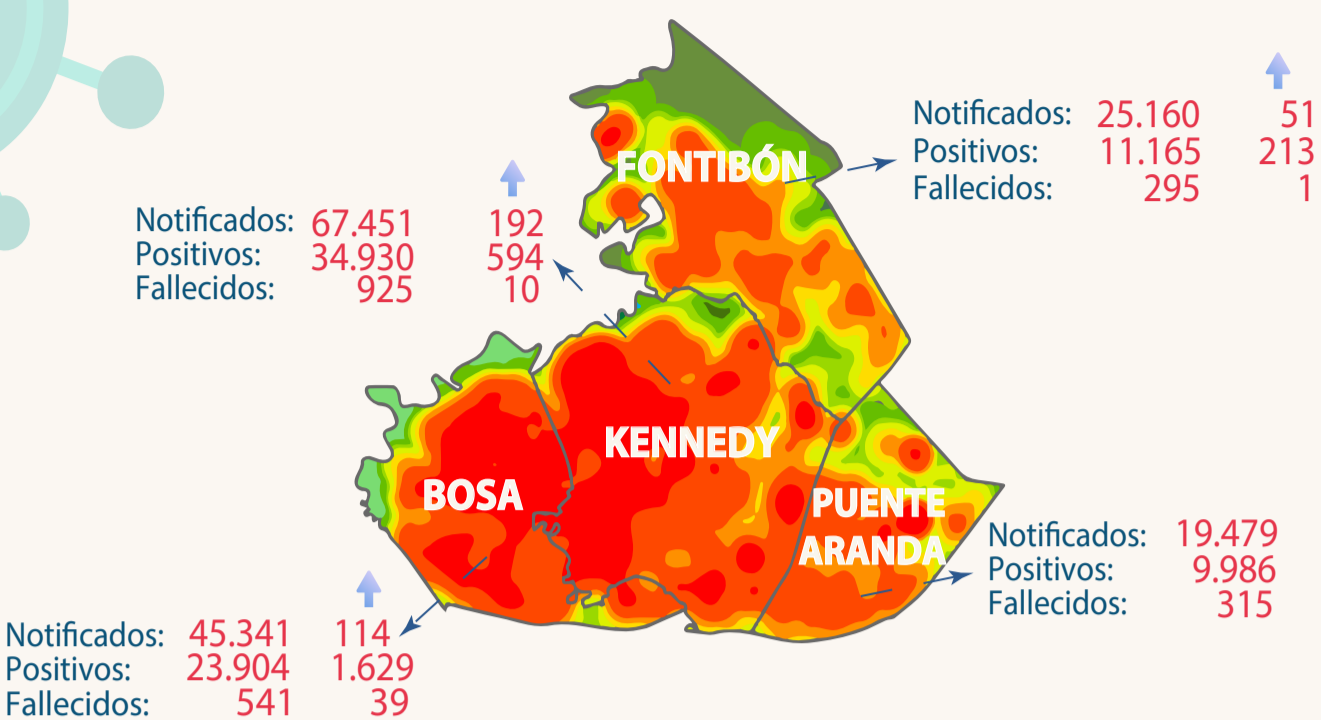 Notificados: 25.160 51
Positivos: 11.165 213
Fallecidos: 295 1
FONTIBÓN
Notificados: 67.451 192
Positivos: 34.930 594
Fallecidos: 925 10
KENNEDY
BOSA
PUENTE
ARANDA
Notificados: 19.479
Positivos: 9.986
Fallecidos: 315
Notificados: 45.341 114
Positivos: 23.904 1.629
Fallecidos: 541 39